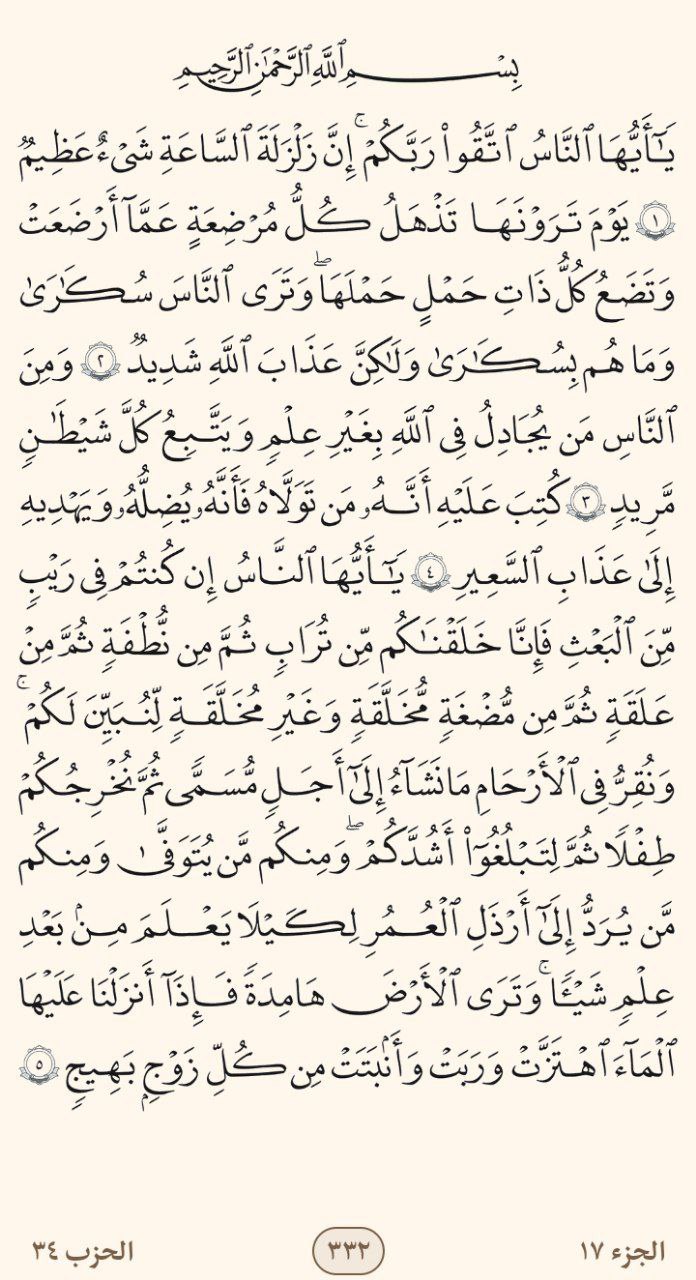 بِسْمِ ٱللَّهِ ٱلرَّحْمَٰنِ ٱلرَّحِيمِ
يَٰٓأَيُّهَا ٱلنَّاسُ ٱتَّقُوا۟ رَبَّكُمْ ۚ إِنَّ زَلْزَلَةَ ٱلسَّاعَةِ شَىْءٌ عَظِيمٌ
١ يَوْمَ تَرَوْنَهَا تَذْهَلُ كُلُّ مُرْضِعَةٍ عَمَّآ أَرْضَعَتْ
وَتَضَعُ كُلُّ ذَاتِ حَمْلٍ حَمْلَهَا ۖ وَتَرَى ٱلنَّاسَ سُكَٰرَىٰ
وَمَا هُم بِسُكَٰرَىٰ وَلَٰكِنَّ عَذَابَ ٱللَّهِ شَدِيدٌ ٢ وَمِنَ
ٱلنَّاسِ مَن يُجَٰدِلُ فِى ٱللَّهِ بِغَيْرِ عِلْمٍ وَيَتَّبِعُ كُلَّ شَيْطَٰنٍ
مَّرِيدٍ ٣ كُتِبَ عَلَيْهِ أَنَّهُۥ مَن تَوَلَّاهُ فَأَنَّهُۥ يُضِلُّهُۥ وَيَهْدِيهِ
إِلَىٰ عَذَابِ ٱلسَّعِيرِ ٤ يَٰٓأَيُّهَا ٱلنَّاسُ إِن كُنتُمْ فِى رَيْبٍ
مِّنَ ٱلْبَعْثِ فَإِنَّا خَلَقْنَٰكُم مِّن تُرَابٍ ثُمَّ مِن نُّطْفَةٍ ثُمَّ مِنْ
عَلَقَةٍ ثُمَّ مِن مُّضْغَةٍ مُّخَلَّقَةٍ وَغَيْرِ مُخَلَّقَةٍ لِّنُبَيِّنَ لَكُمْ ۚ
وَنُقِرُّ فِى ٱلْأَرْحَامِ مَا نَشَآءُ إِلَىٰٓ أَجَلٍ مُّسَمًّى ثُمَّ نُخْرِجُكُمْ
طِفْلًا ثُمَّ لِتَبْلُغُوٓا۟ أَشُدَّكُمْ ۖ وَمِنكُم مَّن يُتَوَفَّىٰ وَمِنكُم
مَّن يُرَدُّ إِلَىٰٓ أَرْذَلِ ٱلْعُمُرِ لِكَيْلَا يَعْلَمَ مِنۢ بَعْدِ
عِلْمٍ شَيْـًٔا ۚ وَتَرَى ٱلْأَرْضَ هَامِدَةً فَإِذَآ أَنزَلْنَا عَلَيْهَا
ٱلْمَآءَ ٱهْتَزَّتْ وَرَبَتْ وَأَنۢبَتَتْ مِن كُلِّ زَوْجٍۭ بَهِيجٍ ٥
الجزء ١٧ ٣٣٢ الحزب ٣٤